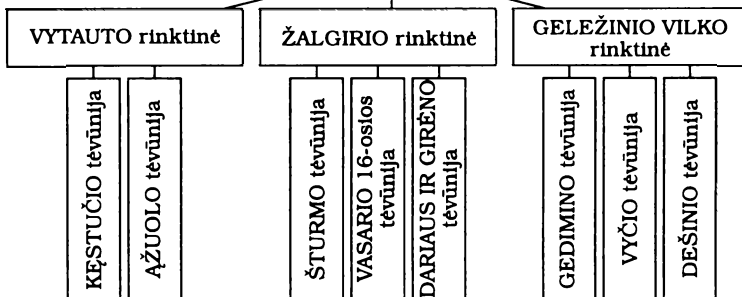 VYTAUTO rinktinė
ŽALGIRIO rinktinė
GELEŽINIO VILKO
rinktinė
KĘSTUČIO tėvūnija
ĄŽUOLO tėvūnija
ŠTURMO tėvūnija
VASARIO 16-osios
tėvūnija
DARIAUS IR GIRĖNO
tėvūnija
GEDIMINO tėvūnija
VYČIO tėvūnija
DEŠINIO tėvūnija